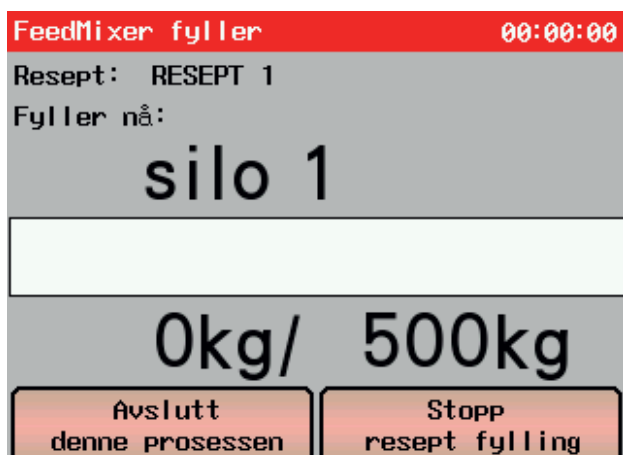 FeedMixer fyller 00:00:00
Resept: RESEPT 1
Fyller nå:
silo 1
0kg/ 500kg
Avslutt
denne prosessen
Stopp
resept fylling